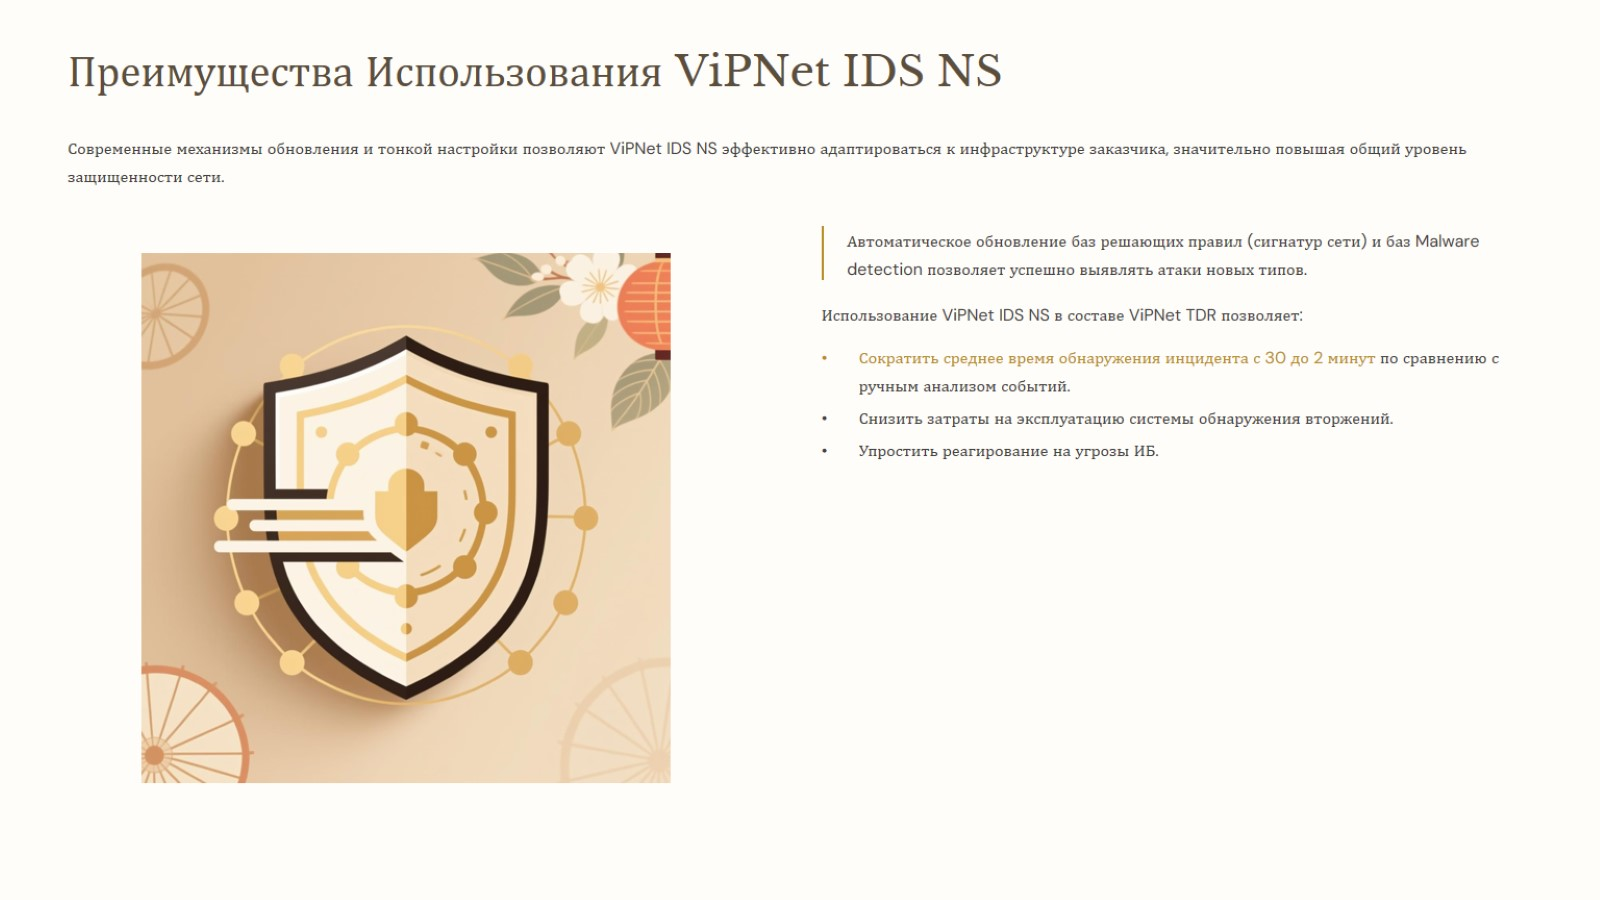 Преимущества Использования ViPNet IDS NS
Современные механизмы обновления и тонкой настройки позволяют ViPNet IDS NS эффективно адаптироваться к инфраструктуре заказчика, значительно повышая общий уровень
защищенности сети.
Автоматическое обновление баз решающих правил (сигнатур сети) и баз Malware
detection позволяет успешно выявлять атаки новых типов.
Использование ViPNet IDS NS в составе ViPNet TDR позволяет:
• Сократить среднее время обнаружения инцидента с 30 до 2 минут по сравнению с
ручным анализом событий.
• Снизить затраты на эксплуатацию системы обнаружения вторжений.
• Упростить реагирование на угрозы ИБ.